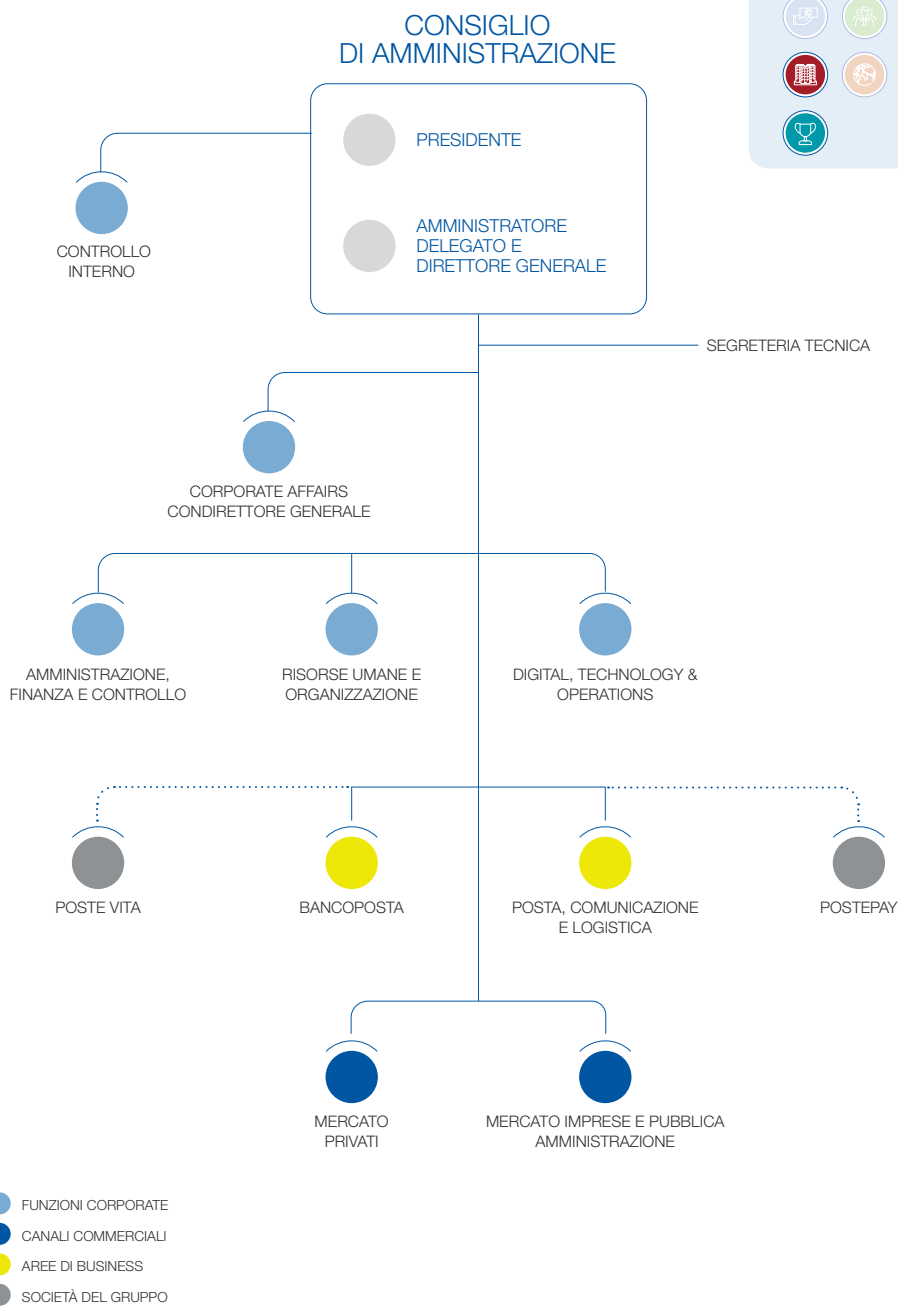 CONSIGLIO
DI AMMINISTRAZIONE
PRESIDENTE
AMMINISTRATORE
DELEGATO E
DIRETTORE GENERALE
CONTROLLO
INTERNO
SEGRETERIA TECNICA
CORPORATE AFFAIRS
CONDIRETTORE GENERALE
AMMINISTRAZIONE,
FINANZA E CONTROLLO
RISORSE UMANE E
ORGANIZZAZIONE
DIGITAL, TECHNOLOGY &
OPERATIONS
POSTE VITA
BANCOPOSTA
POSTA, COMUNICAZIONE
E LOGISTICA
POSTEPAY
MERCATO
PRIVATI
MERCATO IMPRESE E PUBBLICA
AMMINISTRAZIONE
FUNZIONI CORPORATE
CANALI COMMERCIALI
AREE DI BUSINESS
SOCIETÀ DEL GRUPPO